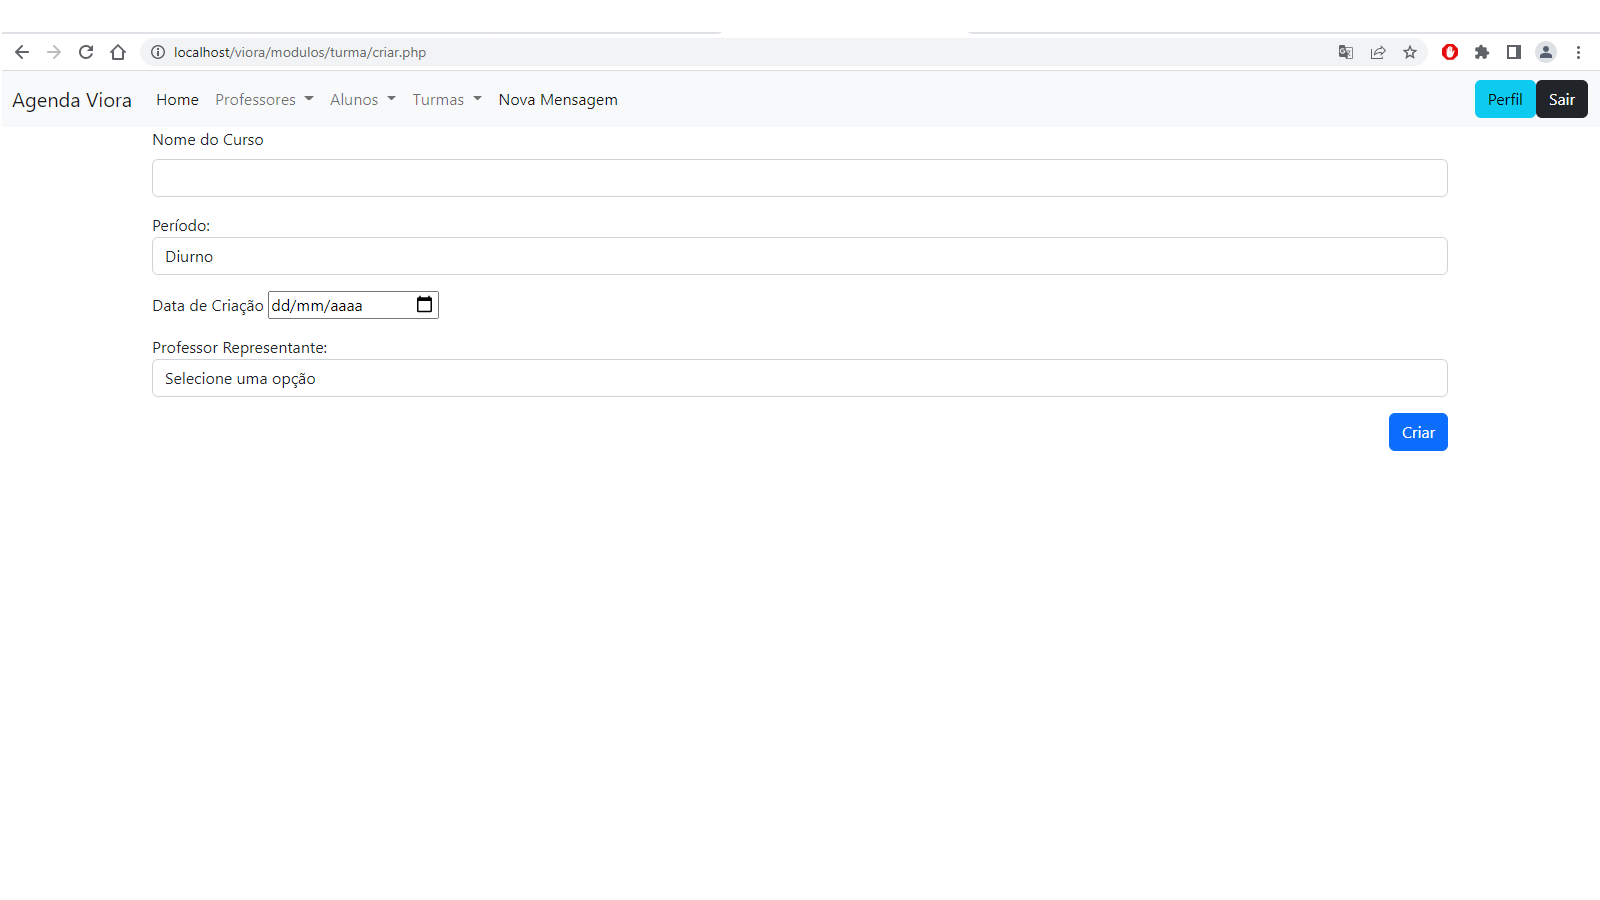 localhost/viora/modulos/turma/criar.php
Agenda Viora Home Professores Alunos Turmas Nova Mensagem Perfil Sair
Nome do Curso
Período:
Diurno
Data de Criação dd/mm/aaaa
Professor Representante:
Selecione uma opção
Criar